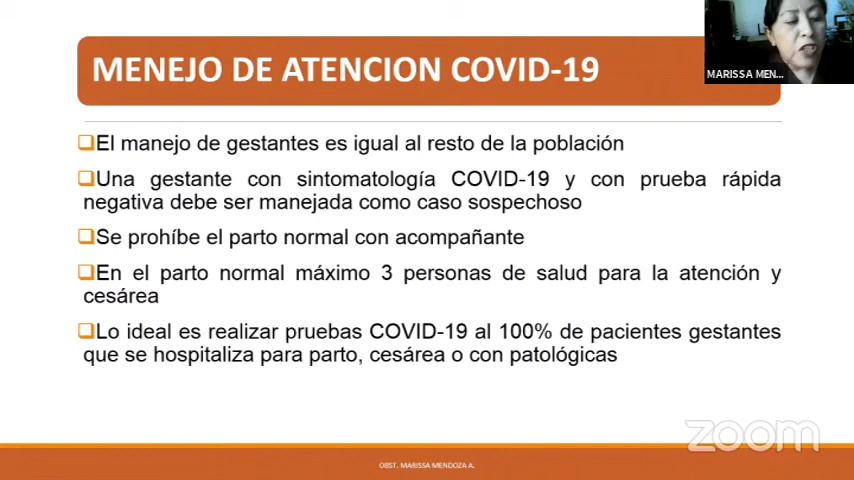 MENEJO DE ATENCION COVID-19
MARISSA MEN...
❑El manejo de gestantes es igual al resto de la población
❑Una gestante con sintomatología COVID-19 y con prueba rápida
negativa debe ser manejada como caso sospechoso
❑Se prohíbe el parto normal con acompañante
❑En el parto normal máximo 3 personas de salud para la atención y
cesárea
❑Lo ideal es realizar pruebas COVID-19 al 100% de pacientes gestantes
que se hospitaliza para parto, cesárea o con patológicas
zoom
OBST. MARISSA MENDOZA A.